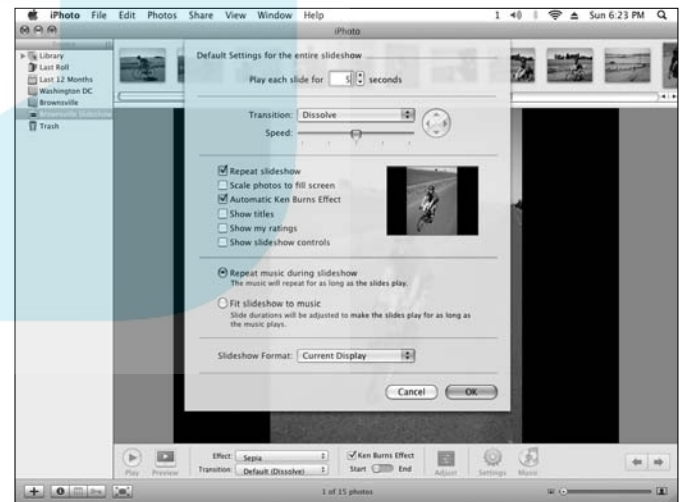 iPhoto File Edit Photos Share View Window Help 1 Sun 6:23 PM
iPhoto
Library
Last Roll
Last 12 Months
Washington DC
Brownsville
Brownsville Slideshow
Trash
Default Settings for the entire slideshow
Play each slide for 5 seconds
Transition: Dissolve
Speed:
Repeat slideshow
Scale photos to fill screen
Automatic Ken Burns Effect
Show titles
Show my ratings
Show slideshow controls
Repeat music during slideshow
The music will repeat for as long as the slides play.
Fit slideshow to music
Slide durations will be adjusted to make the slides play for as long as
the music plays.
Slideshow Format: Current Display
Cancel OK
Play Preview
Effect: Sepia
Transition: Default (Dissolve)
Ken Burns Effect
Start End
Adjust Settings Music
1 of 15 photos